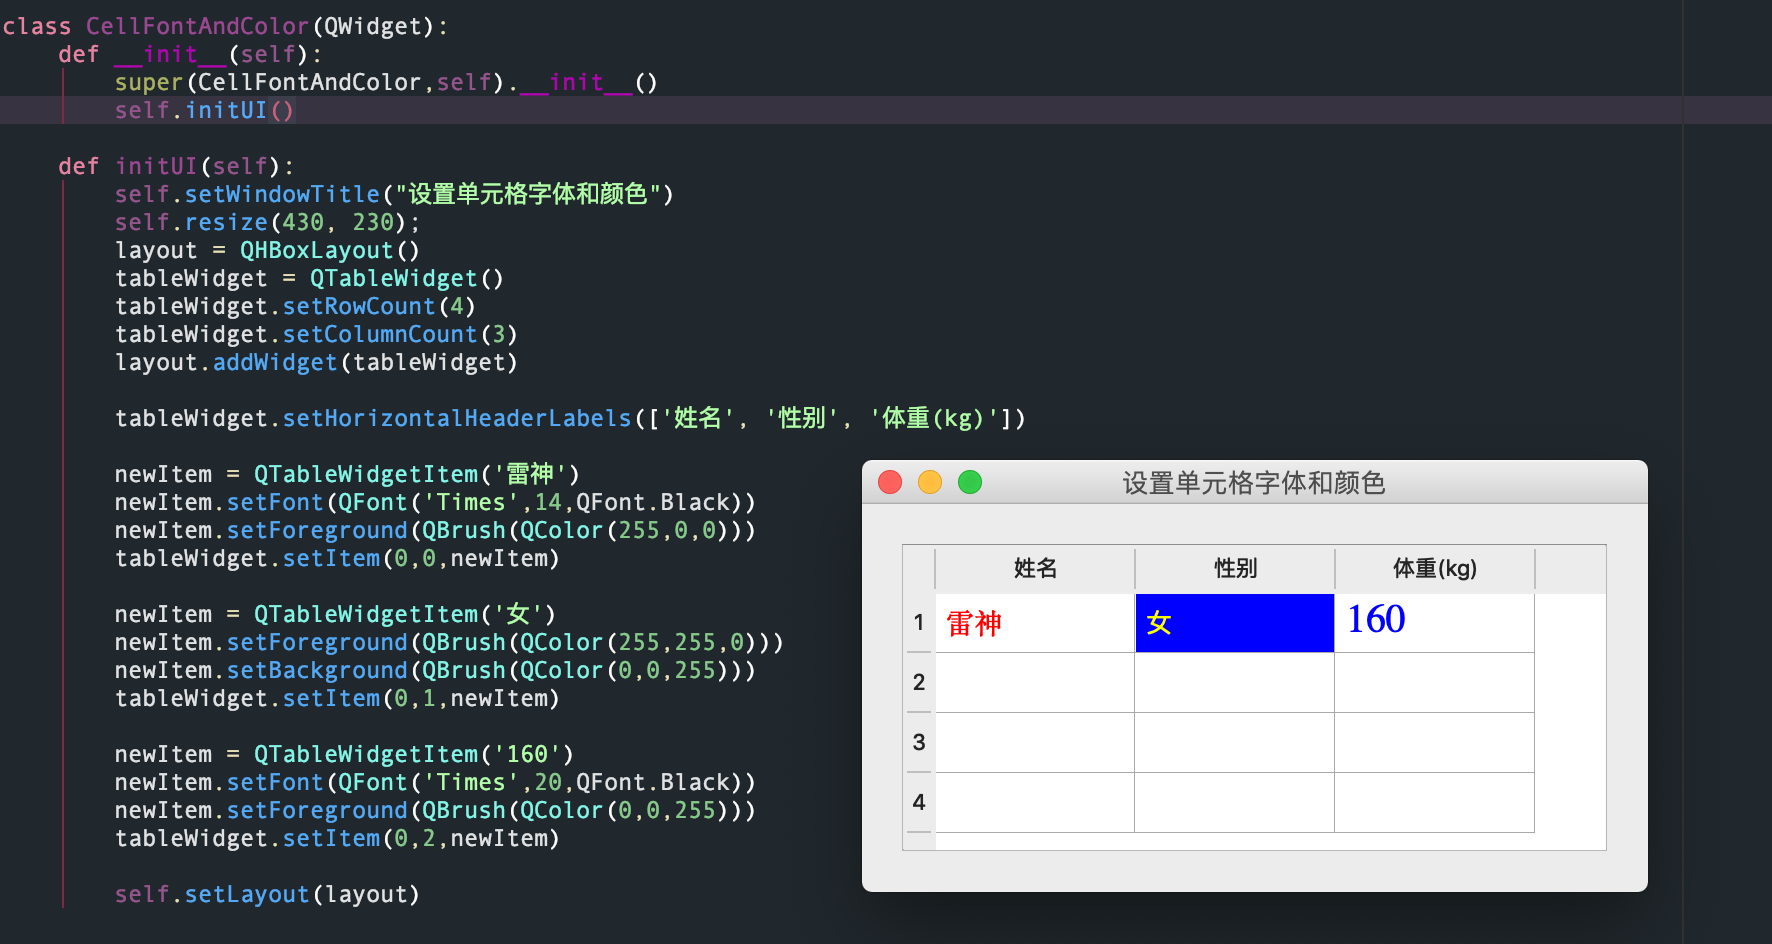 class CellFontAndColor(QWidget):
    def __init__(self):
        super(CellFontAndColor,self).__init__()
        self.initUI()

    def initUI(self):
        self.setWindowTitle("设置单元格字体和颜色")
        self.resize(430, 230);
        layout = QHBoxLayout()
        tableWidget = QTableWidget()
        tableWidget.setRowCount(4)
        tableWidget.setColumnCount(3)
        layout.addWidget(tableWidget)

        tableWidget.setHorizontalHeaderLabels(['姓名', '性别', '体重(kg)'])

        newItem = QTableWidgetItem('雷神')
        newItem.setFont(QFont('Times',14,QFont.Black))
        newItem.setForeground(QBrush(QColor(255,0,0)))
        tableWidget.setItem(0,0,newItem)

        newItem = QTableWidgetItem('女')
        newItem.setForeground(QBrush(QColor(255,255,0)))
        newItem.setBackground(QBrush(QColor(0,0,255)))
        tableWidget.setItem(0,1,newItem)

        newItem = QTableWidgetItem('160')
        newItem.setFont(QFont('Times',20,QFont.Black))
        newItem.setForeground(QBrush(QColor(0,0,255)))
        tableWidget.setItem(0,2,newItem)

        self.setLayout(layout)

设置单元格字体和颜色
姓名 性别 体重(kg)
1 雷神 女 160
2
3
4